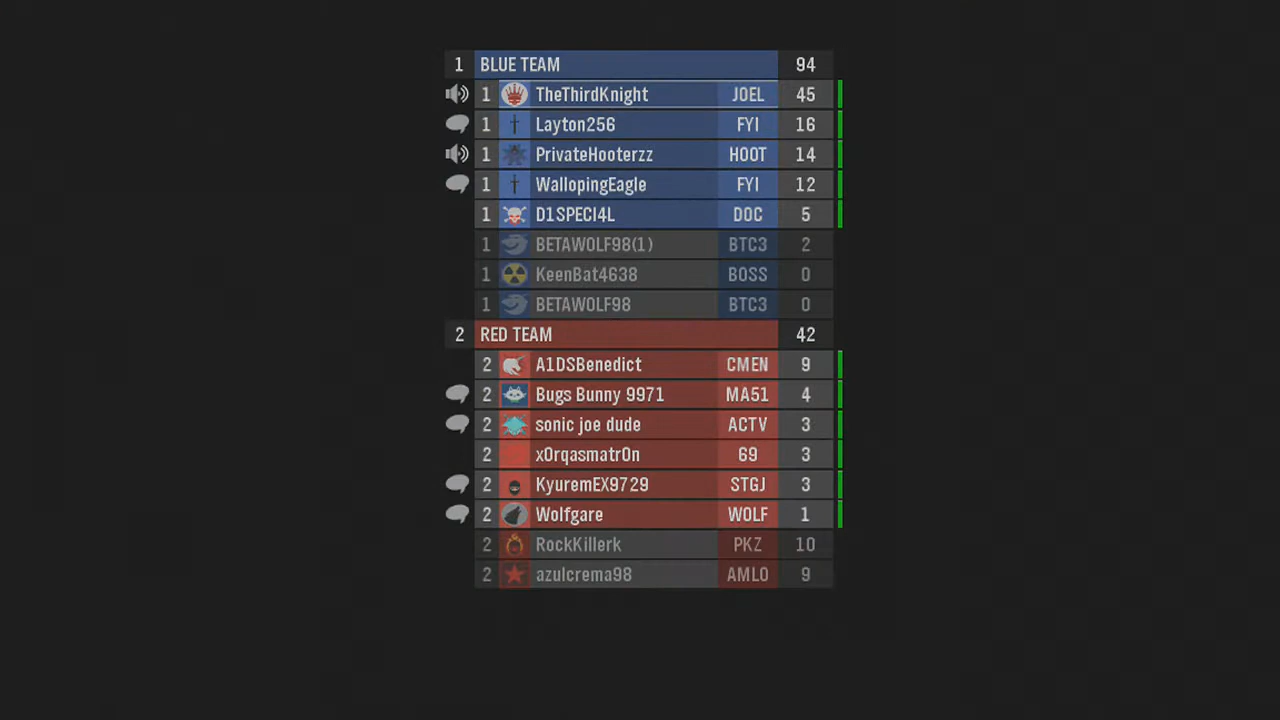 1 BLUE TEAM 94
1 TheThirdKnight JOEL 45
1 Layton256 FYI 16
1 PrivateHooterzz HOOT 14
1 WallopingEagle FYI 12
1 D1SPECI4L DOC 5
1 BETAWOLF98(1) BTC3 2
1 KeenBat4638 BOSS 0
1 BETAWOLF98 BTC3 0
2 RED TEAM 42
2 A1DSBenedict CMEN 9
2 Bugs Bunny 9971 MA51 4
2 sonic joe dude ACTV 3
2 xOrqasmatrOn 69 3
2 KyuremEX9729 STGJ 3
2 Wolfgare WOLF 1
2 RockKillerk PKZ 10
2 azulcrema98 AMLO 9